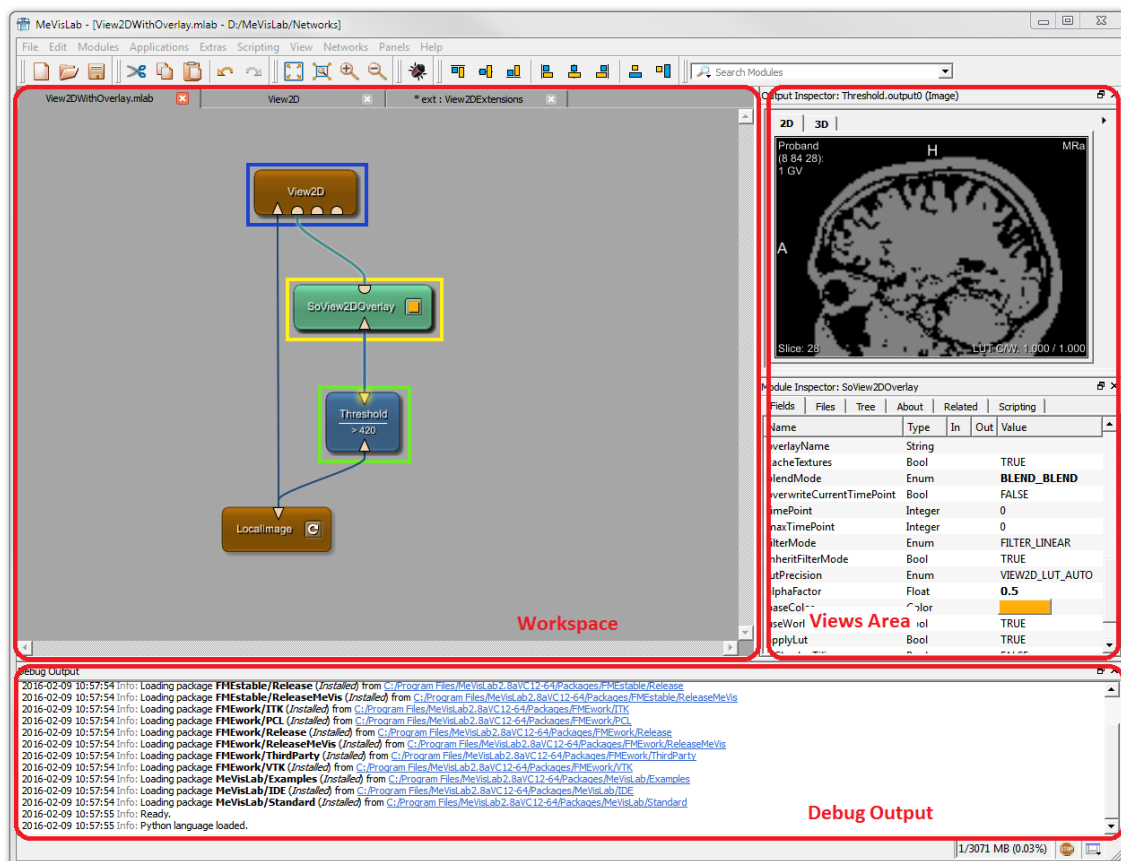 MeVisLab - [View2DWithOverlay.mlab - D:/MeVisLab/Networks]
File Edit Modules Applications Extras Scripting View Networks Panels Help
Search Modules
View2DWithOverlay.mlab View2D * ext : View2DExtensions
View2D
SoView2DOverlay
Threshold
> 420
LocalImage
Workspace
Output Inspector: Threshold.output0 (Image)
2D 3D
Proband
(8 84 28):
1 GV
H
MRa
A
Slice: 28
LUT C/W: 1.000 / 1.000
Module Inspector: SoView2DOverlay
Fields Files Tree About Related Scripting
Name Type In Out Value
overlayName String
cacheTextures Bool TRUE
blendMode Enum BLEND_BLEND
overwriteCurrentTimePoint Bool FALSE
timePoint Integer 0
maxTimePoint Integer 0
filterMode Enum FILTER_LINEAR
inheritFilterMode Bool TRUE
lutPrecision Enum VIEW2D_LUT_AUTO
alphaFactor Float 0.5
baseColor Color
TRUE
applyLut Bool TRUE
Views Area
Debug Output
2016-02-09 10:57:54 Info: Loading package FMEstable/Release (Installed) from C:/Program Files/MeVisLab2.8aVC12-64/Packages/FMEstable/Release
2016-02-09 10:57:54 Info: Loading package FMEstable/ReleaseMeVis (Installed) from C:/Program Files/MeVisLab2.8aVC12-64/Packages/FMEstable/ReleaseMeVis
2016-02-09 10:57:54 Info: Loading package FMEwork/ITK (Installed) from C:/Program Files/MeVisLab2.8aVC12-64/Packages/FMEwork/ITK
2016-02-09 10:57:54 Info: Loading package FMEwork/PCL (Installed) from C:/Program Files/MeVisLab2.8aVC12-64/Packages/FMEwork/PCL
2016-02-09 10:57:54 Info: Loading package FMEwork/Release (Installed) from C:/Program Files/MeVisLab2.8aVC12-64/Packages/FMEwork/Release
2016-02-09 10:57:54 Info: Loading package FMEwork/ReleaseMeVis (Installed) from C:/Program Files/MeVisLab2.8aVC12-64/Packages/FMEwork/ReleaseMeVis
2016-02-09 10:57:54 Info: Loading package FMEwork/ThirdParty (Installed) from C:/Program Files/MeVisLab2.8aVC12-64/Packages/FMEwork/ThirdParty
2016-02-09 10:57:54 Info: Loading package FMEwork/VTK (Installed) from C:/Program Files/MeVisLab2.8aVC12-64/Packages/FMEwork/VTK
2016-02-09 10:57:54 Info: Loading package MeVisLab/Examples (Installed) from C:/Program Files/MeVisLab2.8aVC12-64/Packages/MeVisLab/Examples
2016-02-09 10:57:54 Info: Loading package MeVisLab/IDE (Installed) from C:/Program Files/MeVisLab2.8aVC12-64/Packages/MeVisLab/IDE
2016-02-09 10:57:54 Info: Loading package MeVisLab/Standard (Installed) from C:/Program Files/MeVisLab2.8aVC12-64/Packages/MeVisLab/Standard
2016-02-09 10:57:55 Info: Ready.
2016-02-09 10:57:55 Info: Python language loaded.
Debug Output
1/3071 MB (0.03%)
STOP